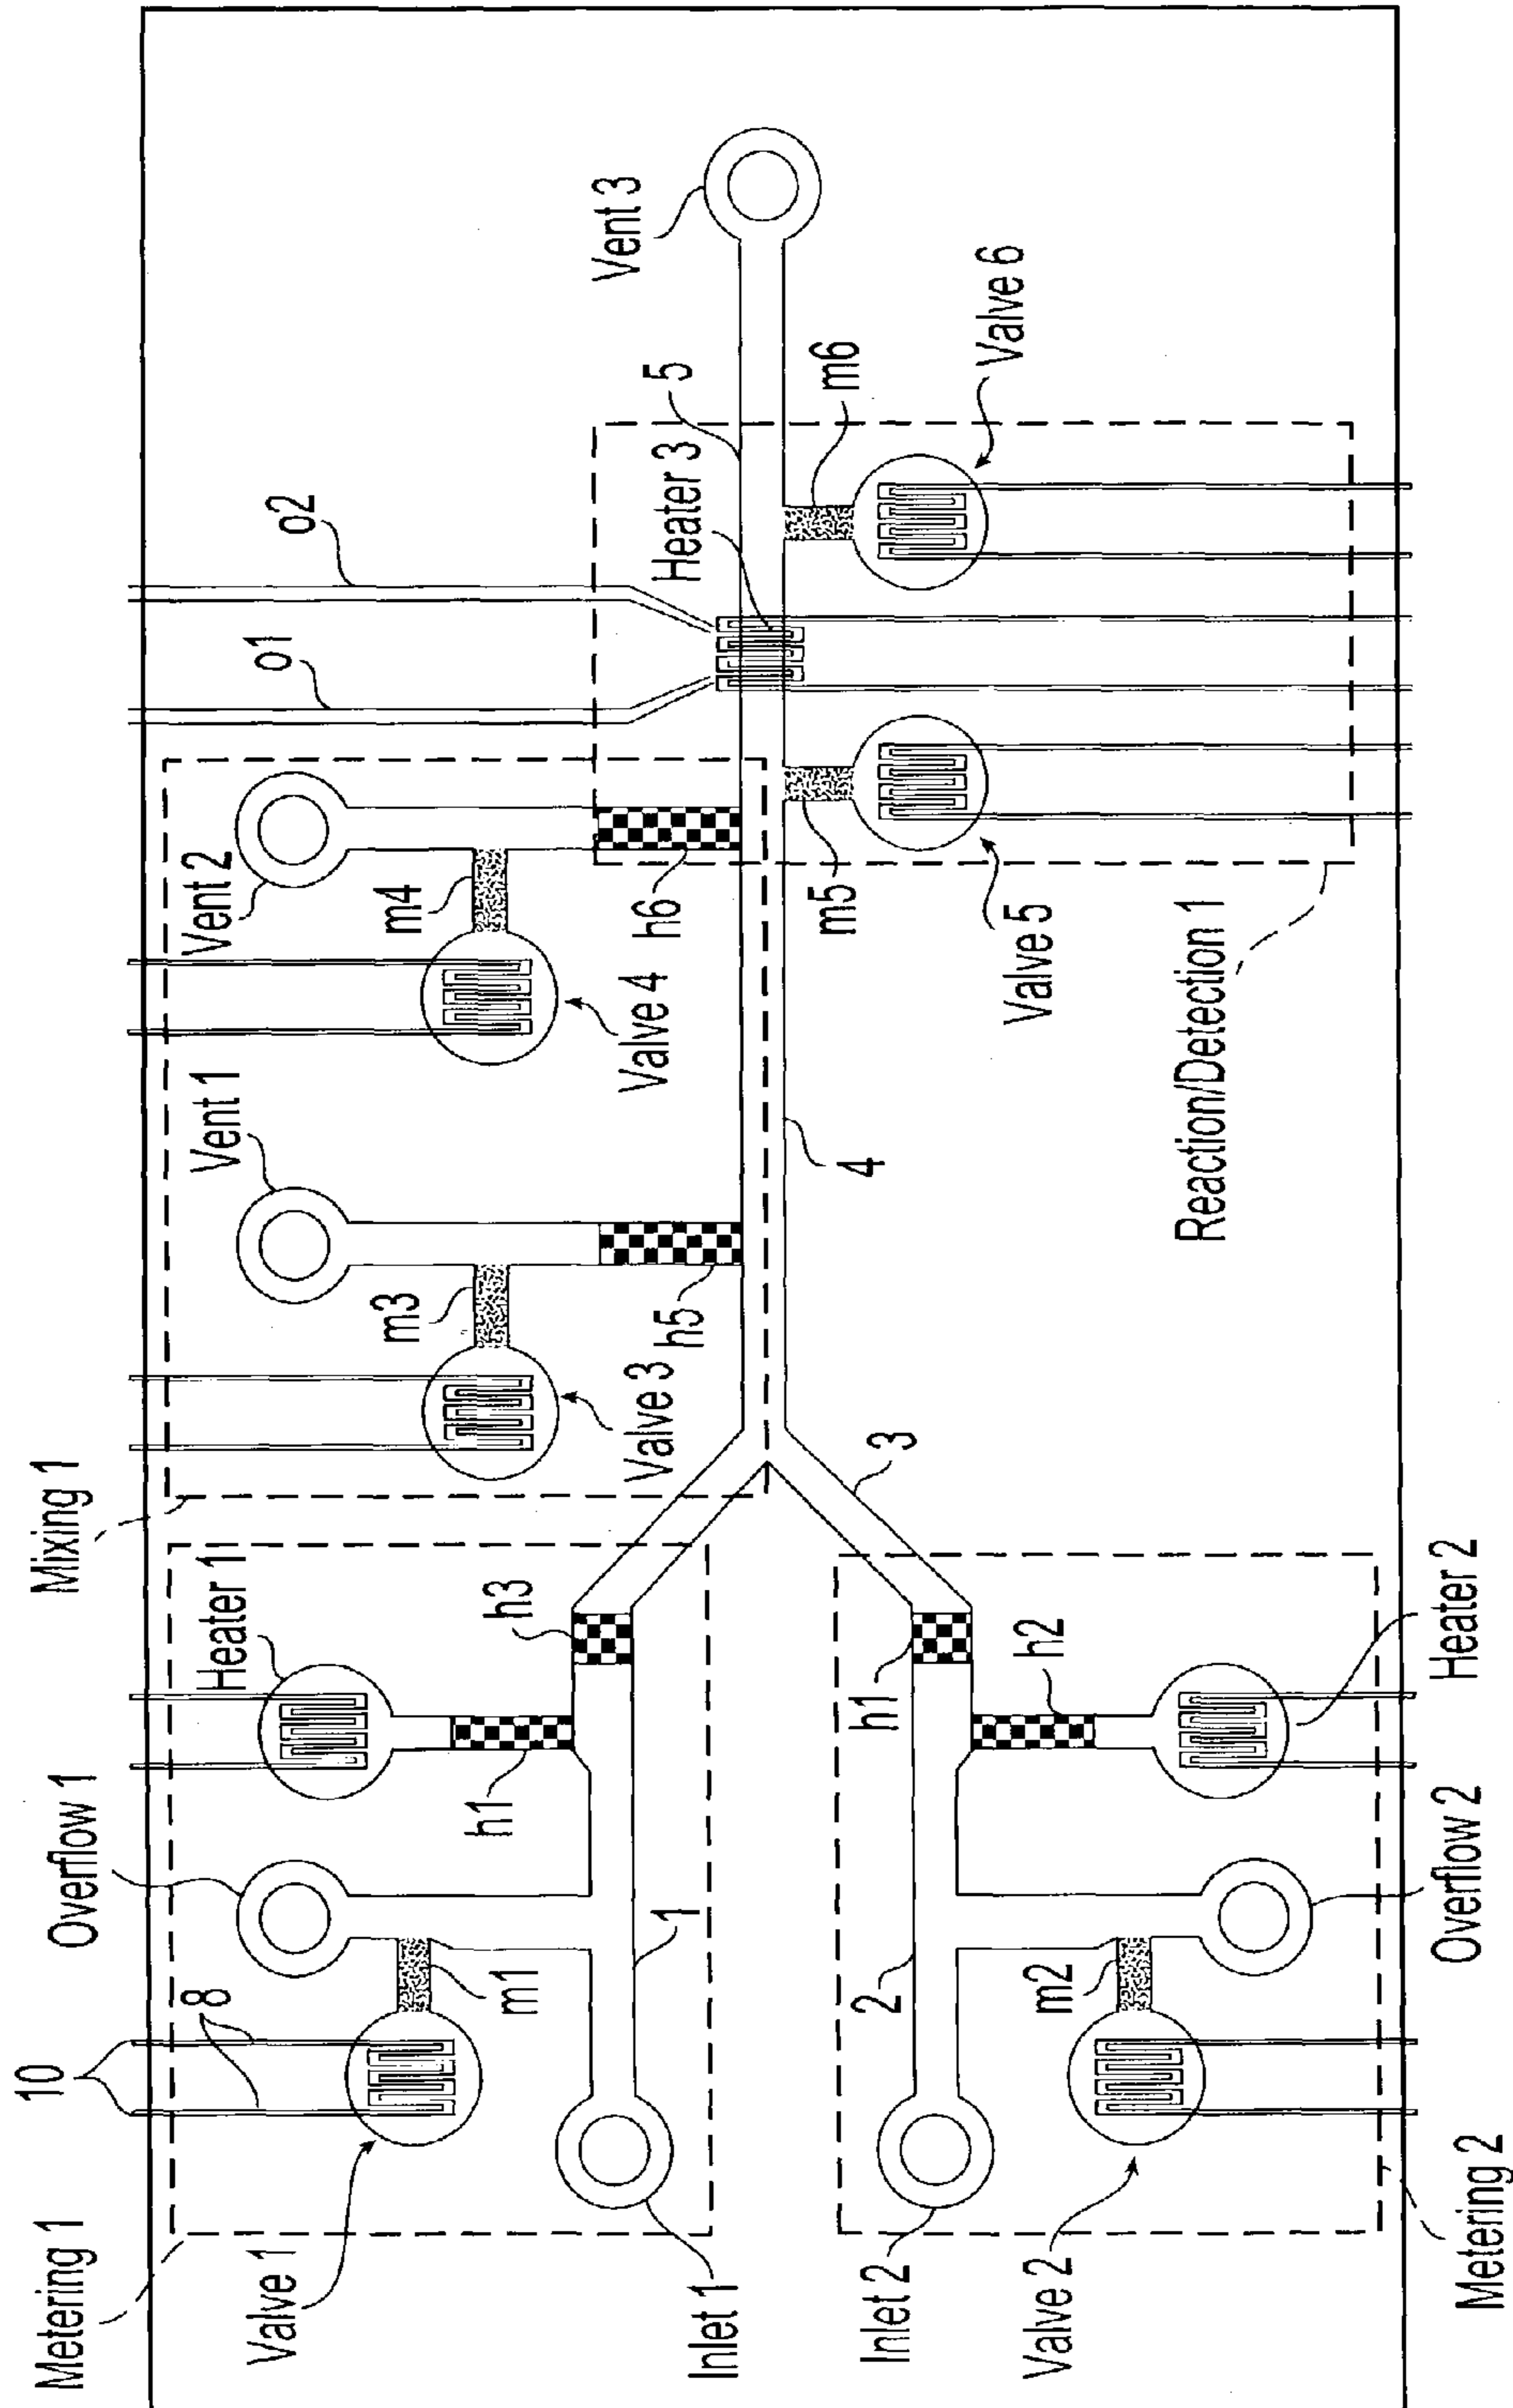 Metering 1
10
8
Valve 1
m1
Overflow 1
Inlet 1
1
Heater 1
h1
h3
Mixing 1
Valve 3
m3
h5
Vent 1
Valve 4
m4
h6
Vent 2
o1
o2
Heater 3
5
Vent 3
m6
Valve 6
m5
Valve 5
Reaction/Detection 1
4
3
h1
h2
Heater 2
2
Inlet 2
m2
Valve 2
Overflow 2
Metering 2